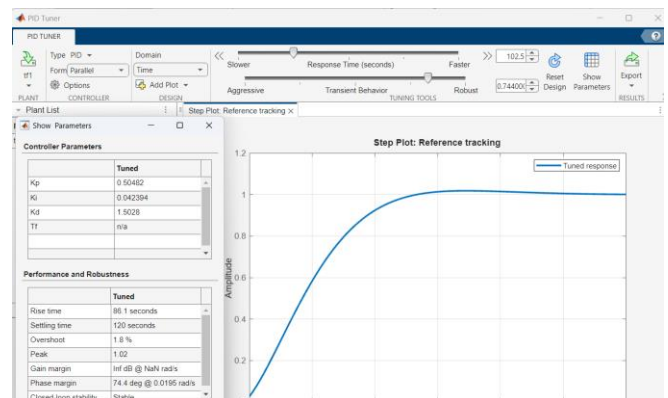 PID Tuner
PID TUNER
Type PID
Domain
Form Parallel
Time
Options
Add Plot
tf1
Slower
Response Time (seconds)
Faster
102.5
Aggressive
Transient Behavior
Robust
Reset Design
Show Parameters
Export
PLANT
CONTROLLER
DESIGN
TUNING TOOLS
RESULTS
Plant List
Step Plot: Reference tracking
Show Parameters
Controller Parameters
Tuned
Kp 0.50482
Ki 0.042394
Kd 1.5028
Tf n/a
Performance and Robustness
Tuned
Rise time 86.1 seconds
Settling time 120 seconds
Overshoot 1.8 %
Peak 1.02
Gain margin Inf dB @ NaN rad/s
Phase margin 74.4 deg @ 0.0195 rad/s
Closed-loop stability Stable
Step Plot: Reference tracking
Tuned response
1.2
1
0.8
0.6
0.4
0.2
Amplitude